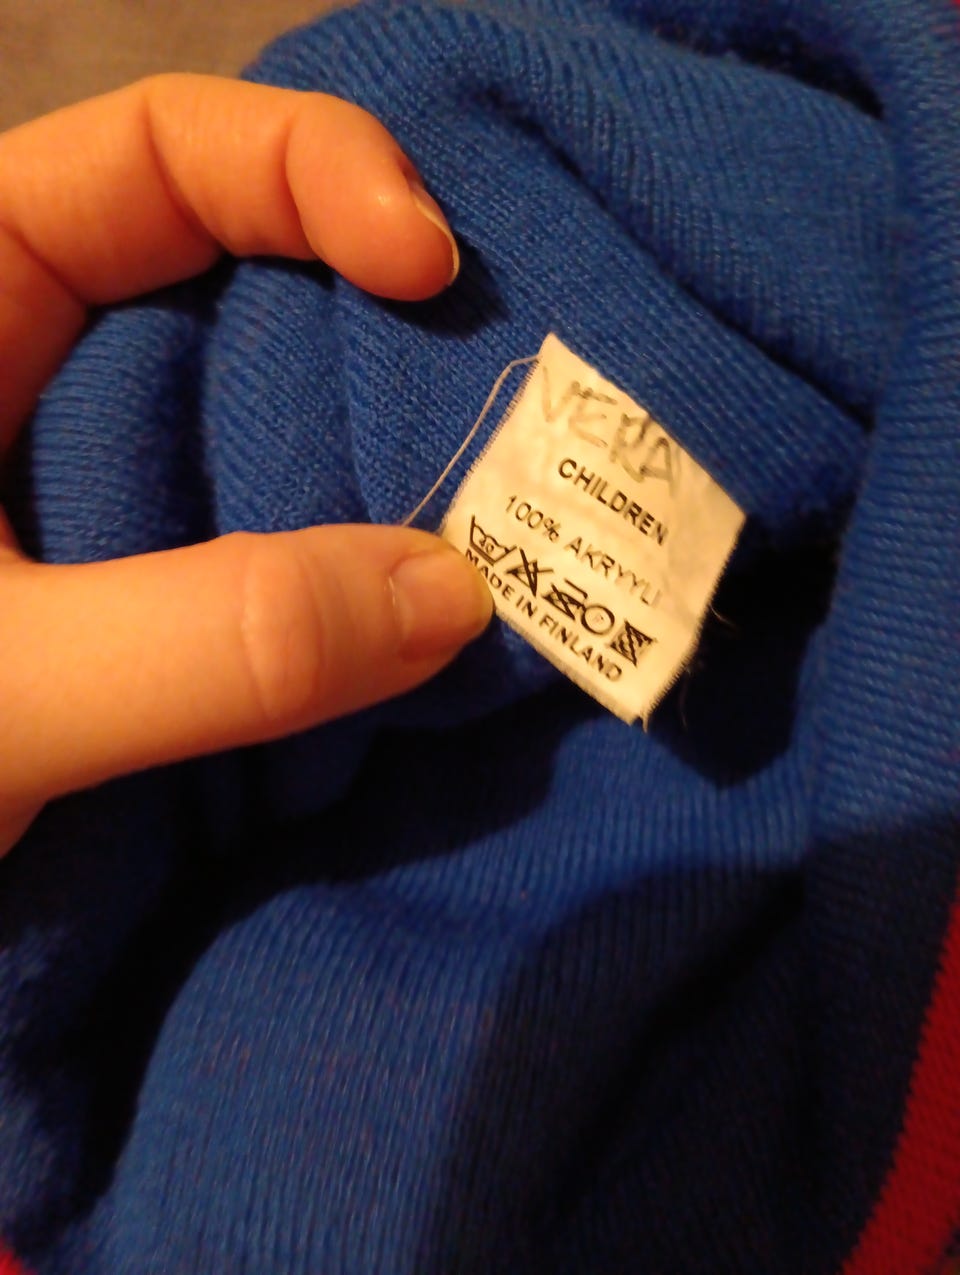 VERA
CHILDREN
100% AKRYYLI
MADE IN FINLAND